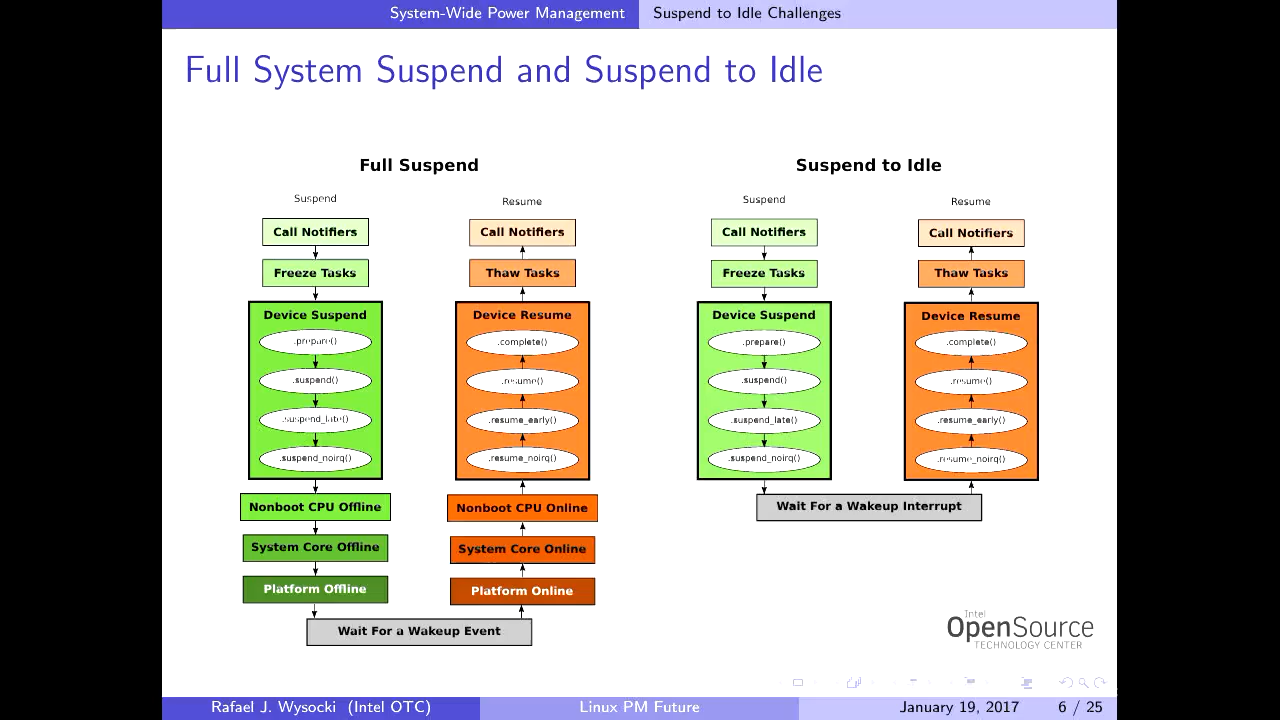 System-Wide Power Management Suspend to Idle Challenges
Full System Suspend and Suspend to Idle
Full Suspend
Suspend
Call Notifiers
Freeze Tasks
Device Suspend
.prepare()
.suspend()
.suspend_late()
.suspend_noirq()
Nonboot CPU Offline
System Core Offline
Platform Offline
Resume
Call Notifiers
Thaw Tasks
Device Resume
.complete()
.resume()
.resume_early()
.resume_noirq()
Nonboot CPU Online
System Core Online
Platform Online
Wait For a Wakeup Event
Suspend to Idle
Suspend
Call Notifiers
Freeze Tasks
Device Suspend
.prepare()
.suspend()
.suspend_late()
.suspend_noirq()
Resume
Call Notifiers
Thaw Tasks
Device Resume
.complete()
.resume()
.resume_early()
.resume_noirq()
Wait For a Wakeup Interrupt
Intel
OpenSource
TECHNOLOGY CENTER
Rafael J. Wysocki (Intel OTC) Linux PM Future January 19, 2017 6 / 25